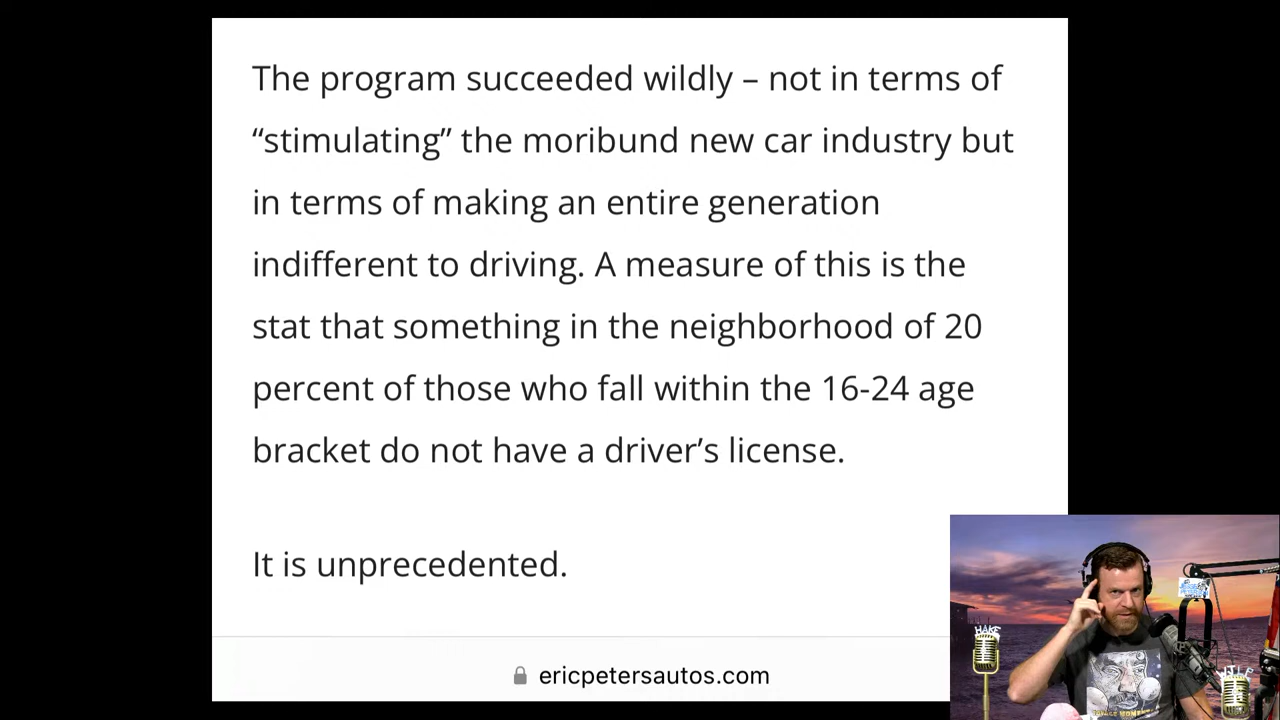 The program succeeded wildly – not in terms of
“stimulating” the moribund new car industry but
in terms of making an entire generation
indifferent to driving. A measure of this is the
stat that something in the neighborhood of 20
percent of those who fall within the 16-24 age
bracket do not have a driver’s license.
It is unprecedented.
ericpetersautos.com
HAKE